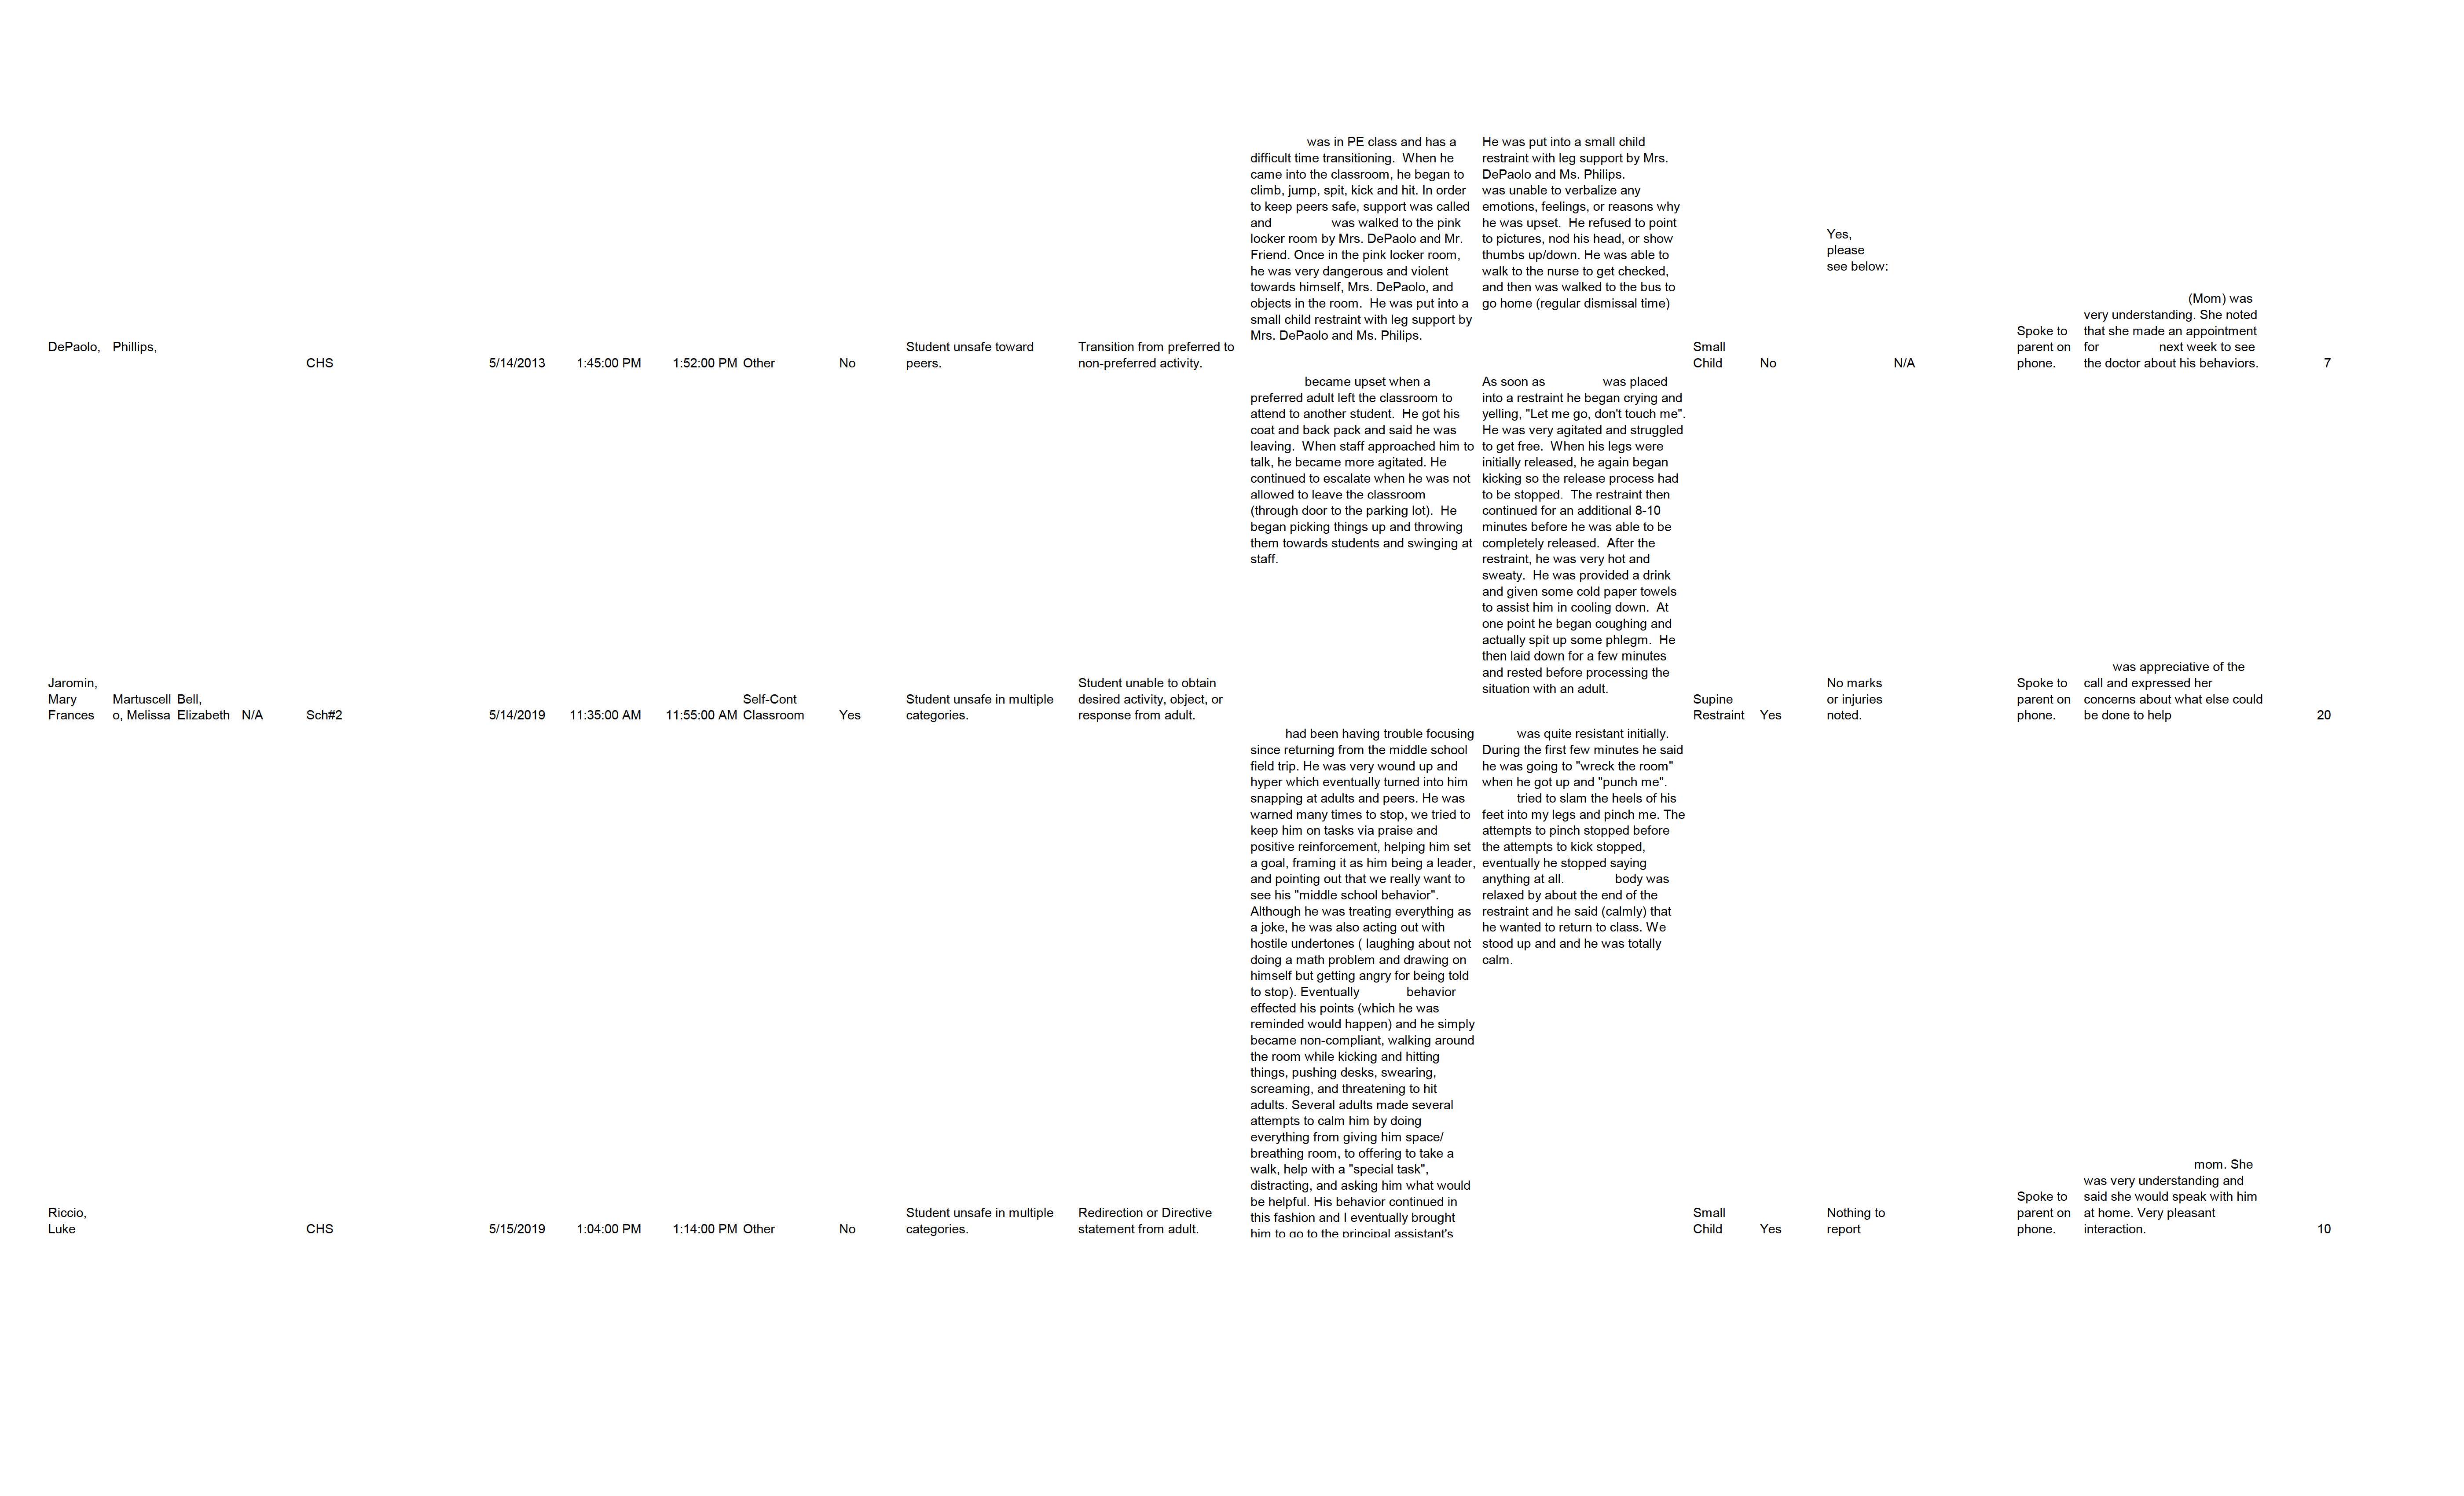 was in PE class and has a
difficult time transitioning.  When he
came into the classroom, he began to
climb, jump, spit, kick and hit. In order
to keep peers safe, support was called
and was walked to the pink
locker room by Mrs. DePaolo and Mr.
Friend. Once in the pink locker room,
he was very dangerous and violent
towards himself, Mrs. DePaolo, and
objects in the room.  He was put into a
small child restraint with leg support by
Mrs. DePaolo and Ms. Philips.
He was put into a small child
restraint with leg support by Mrs.
DePaolo and Ms. Philips.
was unable to verbalize any
emotions, feelings, or reasons why
he was upset.  He refused to point
to pictures, nod his head, or show
thumbs up/down. He was able to
walk to the nurse to get checked,
and then was walked to the bus to
go home (regular dismissal time)
Yes,
please
see below:
(Mom) was
very understanding. She noted
that she made an appointment
for next week to see
the doctor about his behaviors.
DePaolo,
Phillips,
CHS
5/14/2013
1:45:00 PM
1:52:00 PM
Other
No
Student unsafe toward
peers.
Transition from preferred to
non-preferred activity.
Small
Child
No
N/A
Spoke to
parent on
phone.
7
became upset when a
preferred adult left the classroom to
attend to another student.  He got his
coat and back pack and said he was
leaving.  When staff approached him to
talk, he became more agitated. He
continued to escalate when he was not
allowed to leave the classroom
(through door to the parking lot).  He
began picking things up and throwing
them towards students and swinging at
staff.
As soon as was placed
into a restraint he began crying and
yelling, "Let me go, don't touch me".
He was very agitated and struggled
to get free.  When his legs were
initially released, he again began
kicking so the release process had
to be stopped.  The restraint then
continued for an additional 8-10
minutes before he was able to be
completely released.  After the
restraint, he was very hot and
sweaty.  He was provided a drink
and given some cold paper towels
to assist him in cooling down.  At
one point he began coughing and
actually spit up some phlegm.  He
then laid down for a few minutes
and rested before processing the
situation with an adult.
Jaromin,
Mary
Frances
Martuscell
o, Melissa
Bell,
Elizabeth
N/A
Sch#2
5/14/2019
11:35:00 AM
11:55:00 AM
Self-Cont
Classroom
Yes
Student unsafe in multiple
categories.
Student unable to obtain
desired activity, object, or
response from adult.
Supine
Restraint
Yes
No marks
or injuries
noted.
Spoke to
parent on
phone.
was appreciative of the
call and expressed her
concerns about what else could
be done to help
20
had been having trouble focusing
since returning from the middle school
field trip. He was very wound up and
hyper which eventually turned into him
snapping at adults and peers. He was
warned many times to stop, we tried to
keep him on tasks via praise and
positive reinforcement, helping him set
a goal, framing it as him being a leader,
and pointing out that we really want to
see his "middle school behavior".
Although he was treating everything as
a joke, he was also acting out with
hostile undertones ( laughing about not
doing a math problem and drawing on
himself but getting angry for being told
to stop). Eventually behavior
effected his points (which he was
reminded would happen) and he simply
became non-compliant, walking around
the room while kicking and hitting
things, pushing desks, swearing,
screaming, and threatening to hit
adults. Several adults made several
attempts to calm him by doing
everything from giving him space/
breathing room, to offering to take a
walk, help with a "special task",
distracting, and asking him what would
be helpful. His behavior continued in
this fashion and I eventually brought
him to go to the principal assistant's
was quite resistant initially.
During the first few minutes he said
he was going to "wreck the room"
when he got up and "punch me".
tried to slam the heels of his
feet into my legs and pinch me. The
attempts to pinch stopped before
the attempts to kick stopped,
eventually he stopped saying
anything at all. body was
relaxed by about the end of the
restraint and he said (calmly) that
he wanted to return to class. We
stood up and and he was totally
calm.
Riccio,
Luke
CHS
5/15/2019
1:04:00 PM
1:14:00 PM
Other
No
Student unsafe in multiple
categories.
Redirection or Directive
statement from adult.
Small
Child
Yes
Nothing to
report
Spoke to
parent on
phone.
mom. She
was very understanding and
said she would speak with him
at home. Very pleasant
interaction.
10